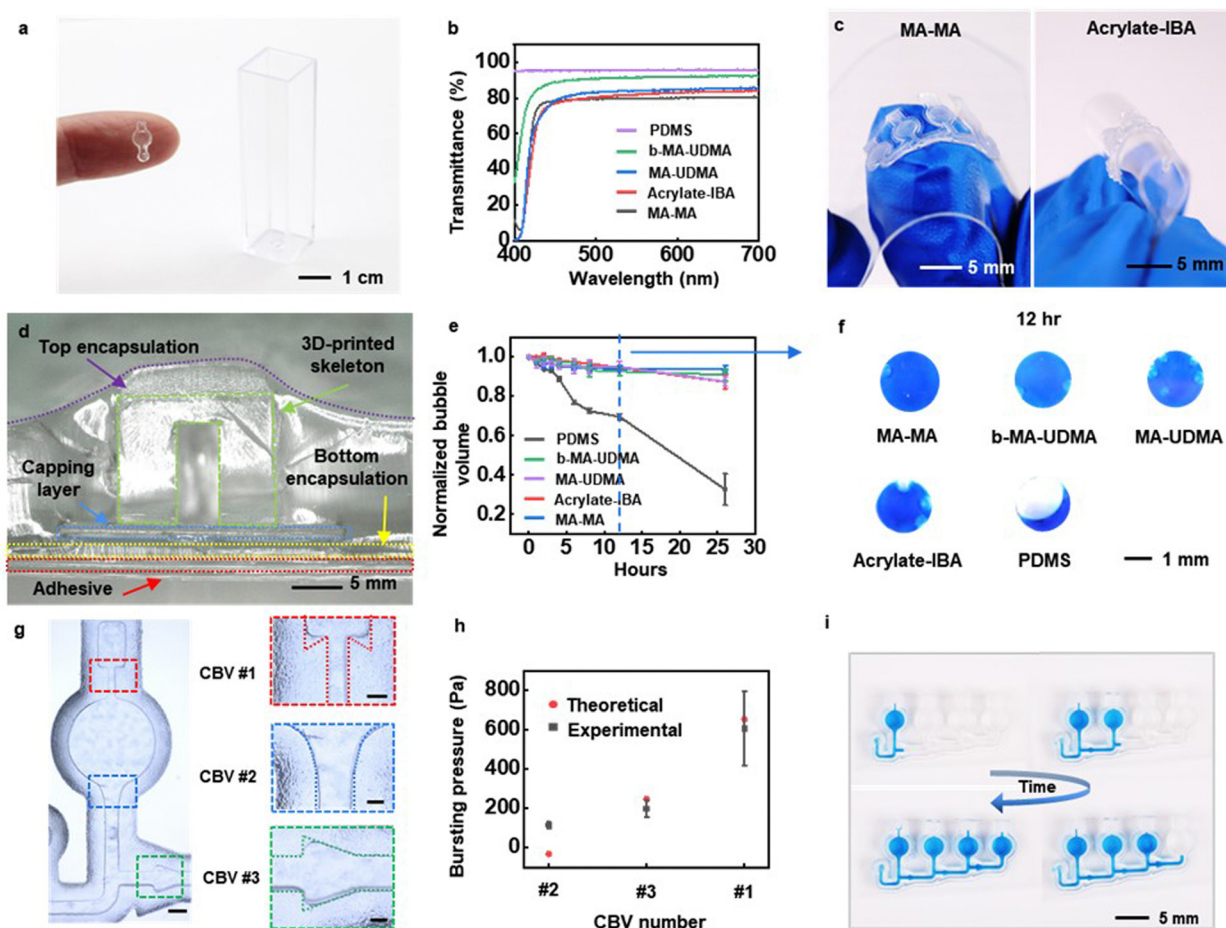 a
1 cm
b
Transmittance (%)
100
80
60
40
20
0
400
500
600
700
Wavelength (nm)
PDMS
b-MA-UDMA
MA-UDMA
Acrylate-IBA
MA-MA
c
MA-MA
Acrylate-IBA
5 mm
5 mm
d
Top encapsulation
3D-printed
skeleton
Capping
layer
Bottom
encapsulation
Adhesive
5 mm
e
Normalized bubble
volume
1.0
0.8
0.6
0.4
0.2
PDMS
b-MA-UDMA
MA-UDMA
Acrylate-IBA
MA-MA
0
5
10
15
20
25
30
Hours
f
12 hr
MA-MA
b-MA-UDMA
MA-UDMA
Acrylate-IBA
PDMS
1 mm
g
CBV #1
CBV #2
CBV #3
h
Bursting pressure (Pa)
800
600
400
200
0
Theoretical
Experimental
#2
#3
#1
CBV number
i
Time
5 mm